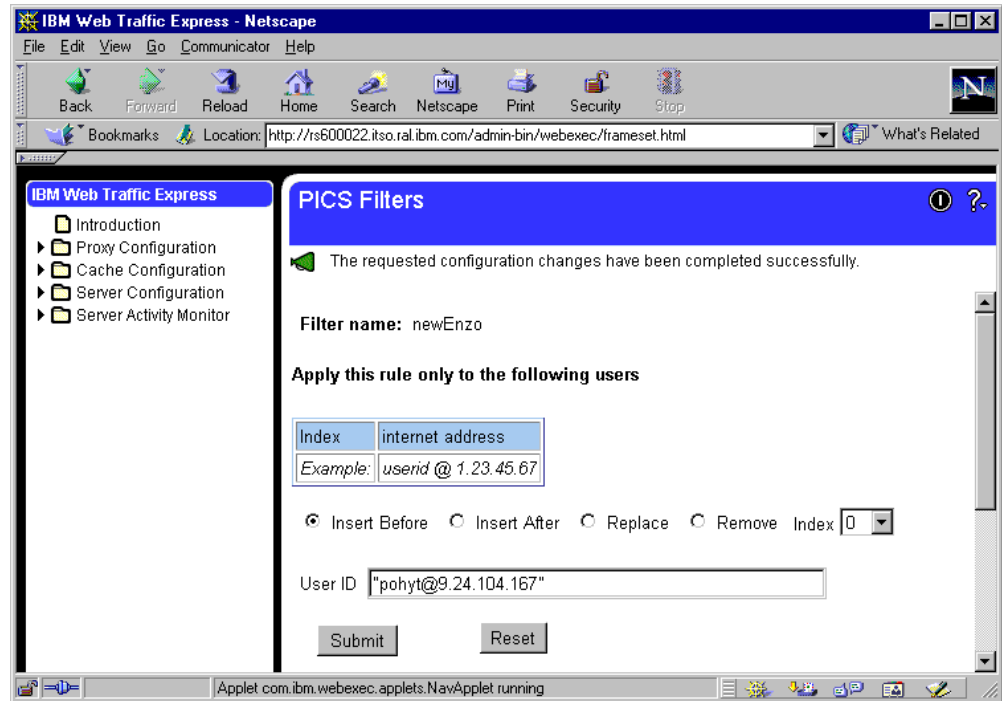 IBM Web Traffic Express - Netscape
File Edit View Go Communicator Help
Back Forward Reload Home Search Netscape Print Security Stop
My
N
Bookmarks Location: http://rs600022.itso.ral.ibm.com/admin-bin/webexec/frameset.html What's Related
IBM Web Traffic Express
Introduction
Proxy Configuration
Cache Configuration
Server Configuration
Server Activity Monitor
PICS Filters
?
The requested configuration changes have been completed successfully.
Filter name: newEnzo
Apply this rule only to the following users
Index internet address
Example: userid @ 1.23.45.67
Insert Before Insert After Replace Remove Index 0
User ID "pohyt@9.24.104.167"
Submit Reset
Applet com.ibm.webexec.applets.NavApplet running